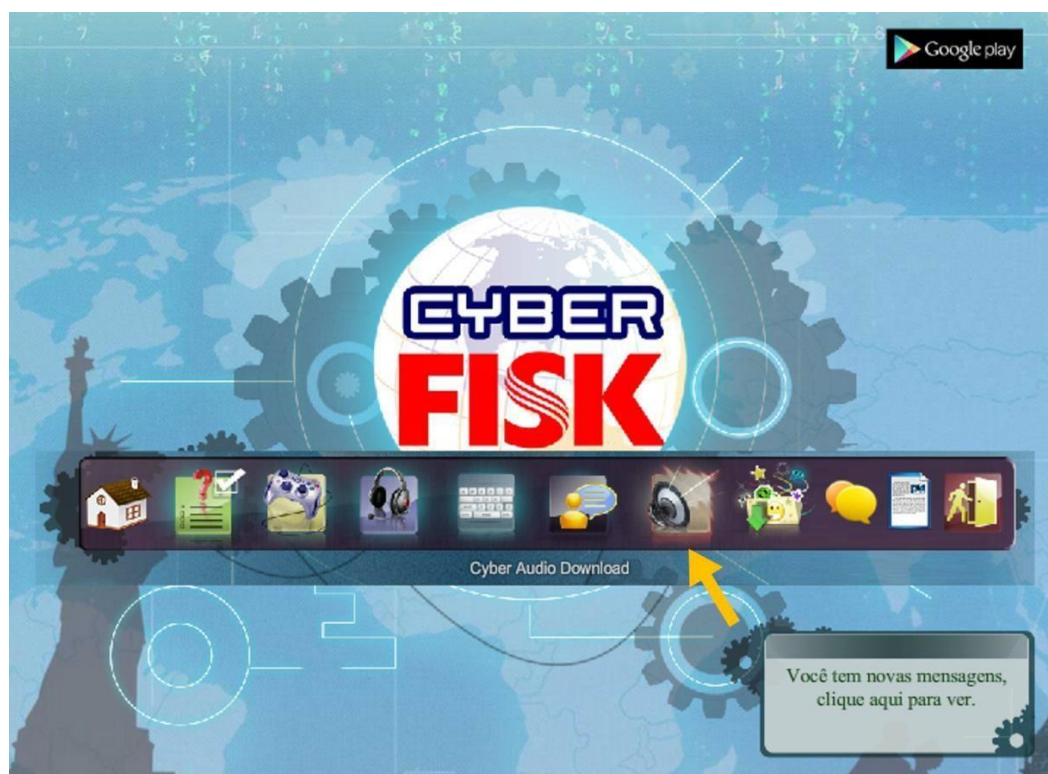 Google play
CYBER
FISK
Cyber Audio Download
Você tem novas mensagens,
clique aqui para ver.